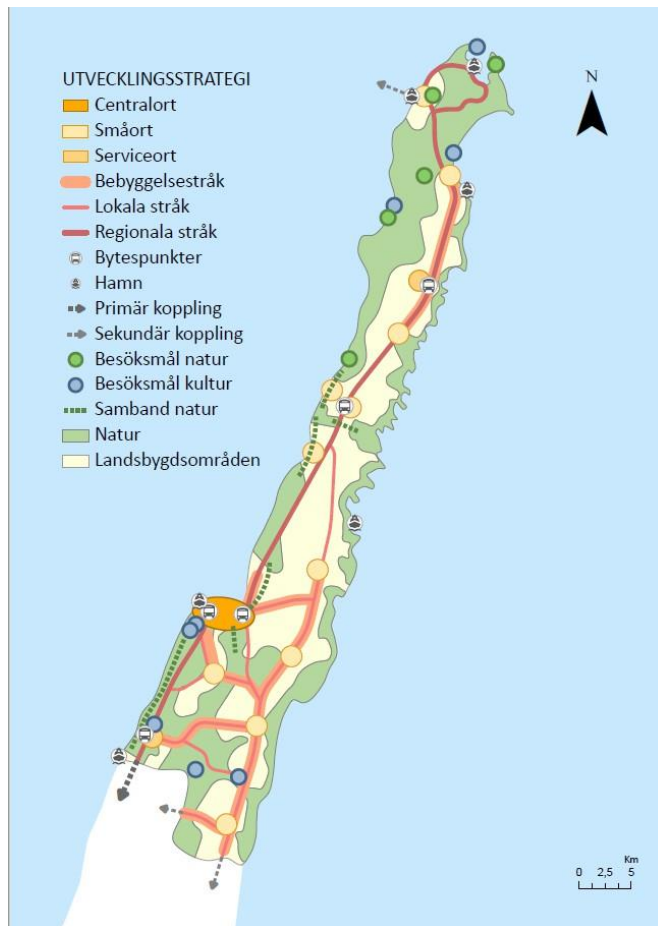 UTVECKLINGSSTRATEGI
Centralort
Småort
Serviceort
Bebyggelsestråk
Lokala stråk
Regionala stråk
Bytespunkter
Hamn
Primär koppling
Sekundär koppling
Besöksmål natur
Besöksmål kultur
Samband natur
Natur
Landsbygdsområden
N
Km
0 2,5 5